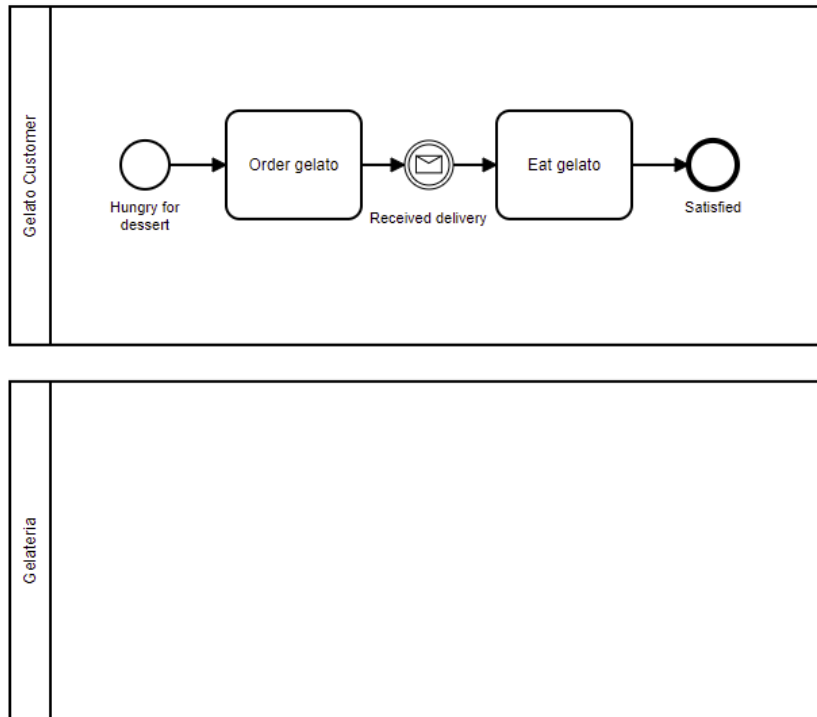 Gelato Customer
Hungry for
dessert
Order gelato
Received delivery
Eat gelato
Satisfied
Gelateria